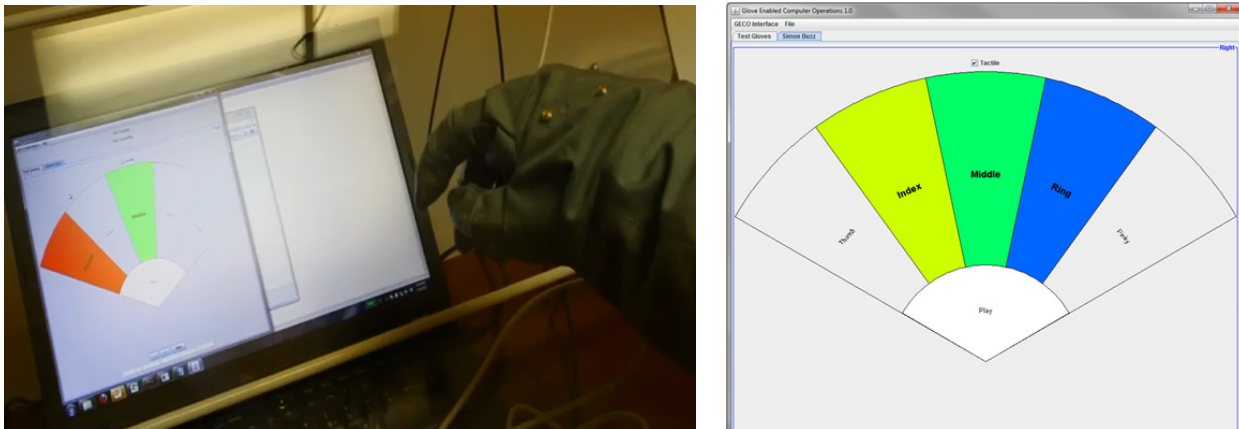 Middle
Glove Enabled Computer Operations 1.0
GECO Interface File
Test Gloves Simon Buzz
Right
Tactile
Index
Middle
Ring
Thumb
Pinky
Play